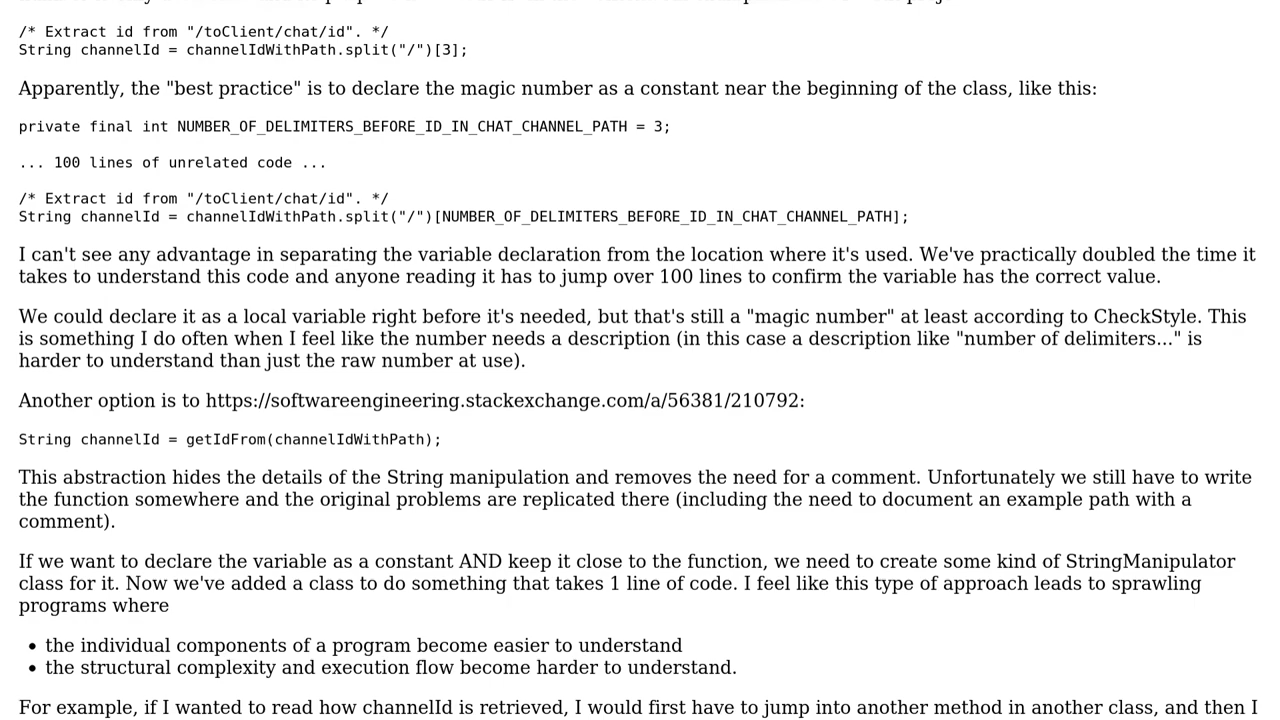 /* Extract id from "/toClient/chat/id". */
String channelId = channelIdWithPath.split("/")[3];
Apparently, the "best practice" is to declare the magic number as a constant near the beginning of the class, like this:
private final int NUMBER_OF_DELIMITERS_BEFORE_ID_IN_CHAT_CHANNEL_PATH = 3;
... 100 lines of unrelated code ...
/* Extract id from "/toClient/chat/id". */
String channelId = channelIdWithPath.split("/")[NUMBER_OF_DELIMITERS_BEFORE_ID_IN_CHAT_CHANNEL_PATH];
I can't see any advantage in separating the variable declaration from the location where it's used. We've practically doubled the time it
takes to understand this code and anyone reading it has to jump over 100 lines to confirm the variable has the correct value.
We could declare it as a local variable right before it's needed, but that's still a "magic number" at least according to CheckStyle. This
is something I do often when I feel like the number needs a description (in this case a description like "number of delimiters..." is
harder to understand than just the raw number at use).
Another option is to https://softwareengineering.stackexchange.com/a/56381/210792:
String channelId = getIdFrom(channelIdWithPath);
This abstraction hides the details of the String manipulation and removes the need for a comment. Unfortunately we still have to write
the function somewhere and the original problems are replicated there (including the need to document an example path with a
comment).
If we want to declare the variable as a constant AND keep it close to the function, we need to create some kind of StringManipulator
class for it. Now we've added a class to do something that takes 1 line of code. I feel like this type of approach leads to sprawling
programs where
• the individual components of a program become easier to understand
• the structural complexity and execution flow become harder to understand.
For example, if I wanted to read how channelId is retrieved, I would first have to jump into another method in another class, and then I